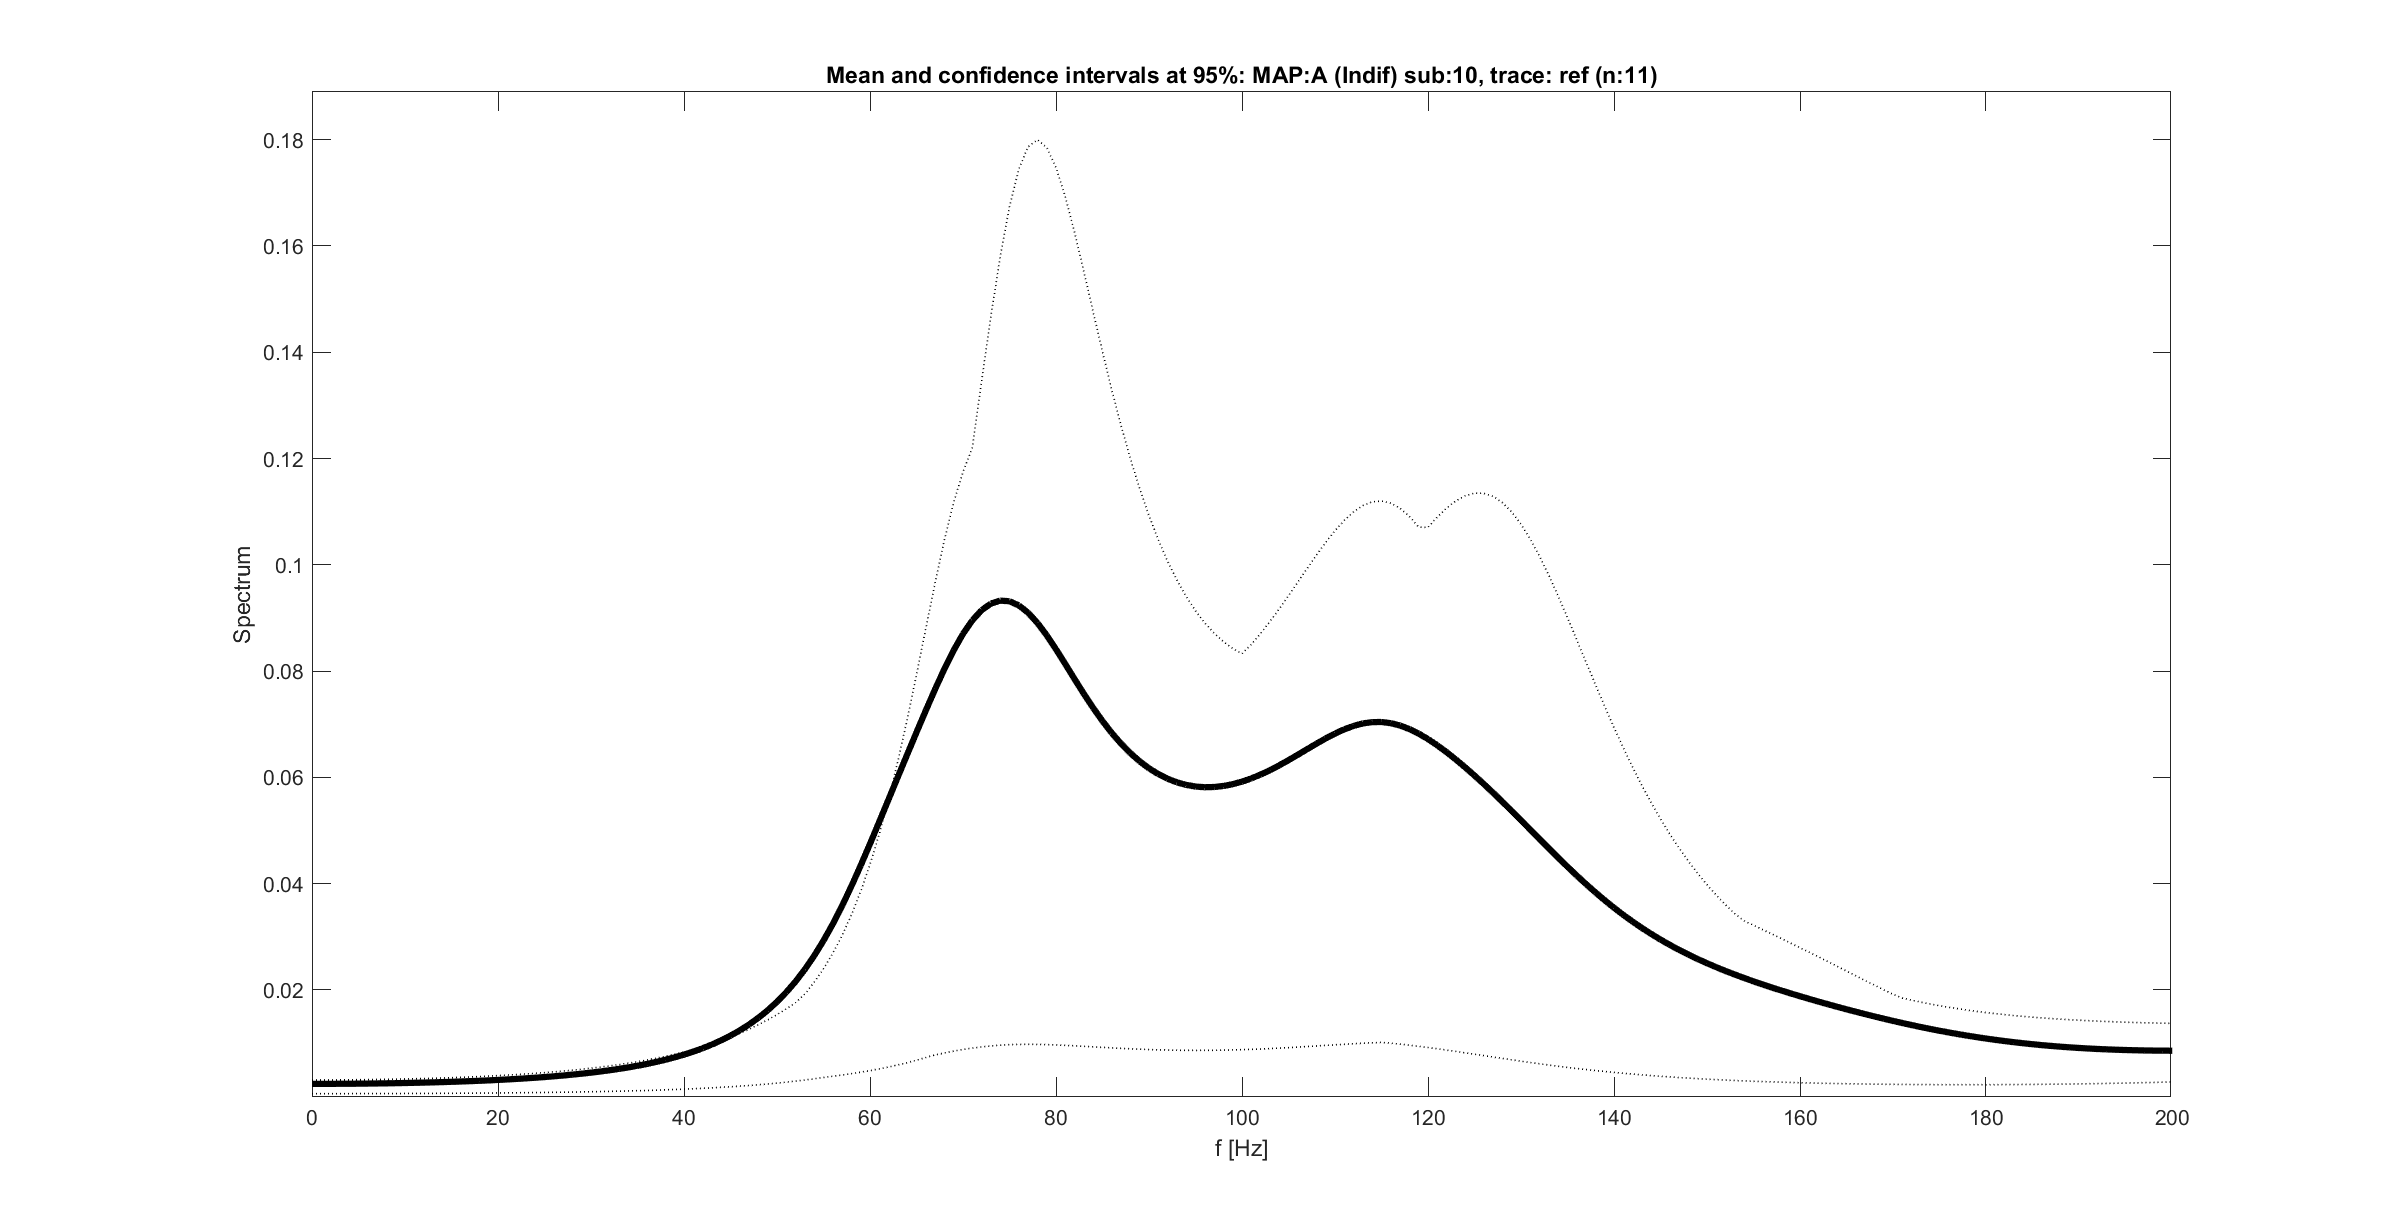 Mean and confidence intervals at 95%: MAP:A (Indif) sub:10, trace: ref (n:11)
0.18
0.16
0.14
0.12
0.1
0.08
0.06
0.04
0.02
Spectrum
0 20 40 60 80 100 120 140 160 180 200
f [Hz]